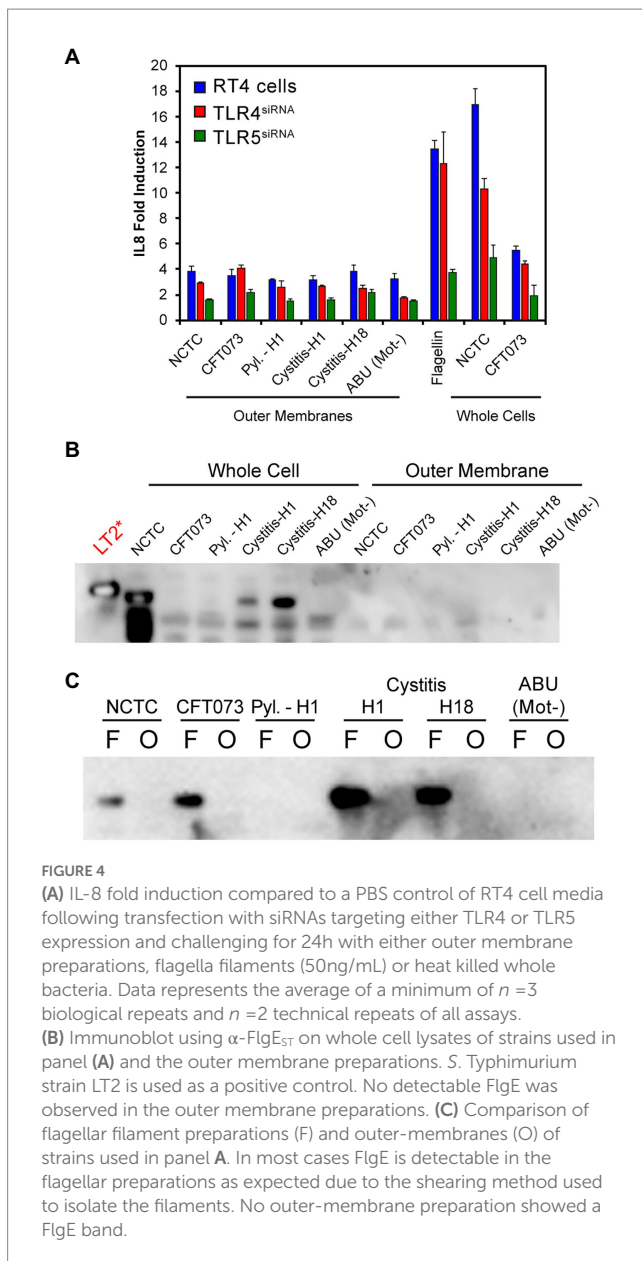 A
20
18
16
14
12
10
8
6
4
2
0
IL8 Fold Induction
RT4 cells
TLR4siRNA
TLR5siRNA
NCTC
CFT073
Pyl. - H1
Cystitis-H1
Cystitis-H18
ABU (Mot-)
Flagellin
NCTC
CFT073
Outer Membranes
Whole Cells
B
Whole Cell
Outer Membrane
LT2*
NCTC
CFT073
Pyl. - H1
Cystitis-H1
Cystitis-H18
ABU (Mot-)
NCTC
CFT073
Pyl. - H1
Cystitis-H1
Cystitis-H18
ABU (Mot-)
C
Cystitis
ABU
NCTC CFT073 Pyl. - H1 H1 H18 (Mot-)
F O F O F O F O F O F O
FIGURE 4
(A) IL-8 fold induction compared to a PBS control of RT4 cell media
following transfection with siRNAs targeting either TLR4 or TLR5
expression and challenging for 24h with either outer membrane
preparations, flagella filaments (50ng/mL) or heat killed whole
bacteria. Data represents the average of a minimum of n =3
biological repeats and n =2 technical repeats of all assays.
(B) Immunoblot using α-FlgEST on whole cell lysates of strains used in
panel (A) and the outer membrane preparations. S. Typhimurium
strain LT2 is used as a positive control. No detectable FlgE was
observed in the outer membrane preparations. (C) Comparison of
flagellar filament preparations (F) and outer-membranes (O) of
strains used in panel A. In most cases FlgE is detectable in the
flagellar preparations as expected due to the shearing method used
to isolate the filaments. No outer-membrane preparation showed a
FlgE band.